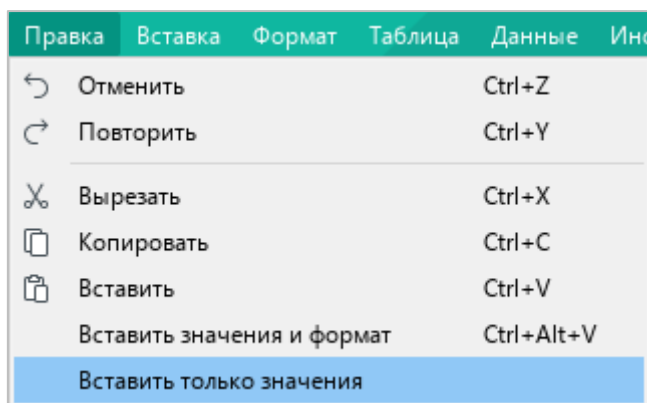 Правка Вставка Формат Таблица Данные Инс
Отменить Ctrl+Z
Повторить Ctrl+Y
Вырезать Ctrl+X
Копировать Ctrl+C
Вставить Ctrl+V
Вставить значения и формат Ctrl+Alt+V
Вставить только значения